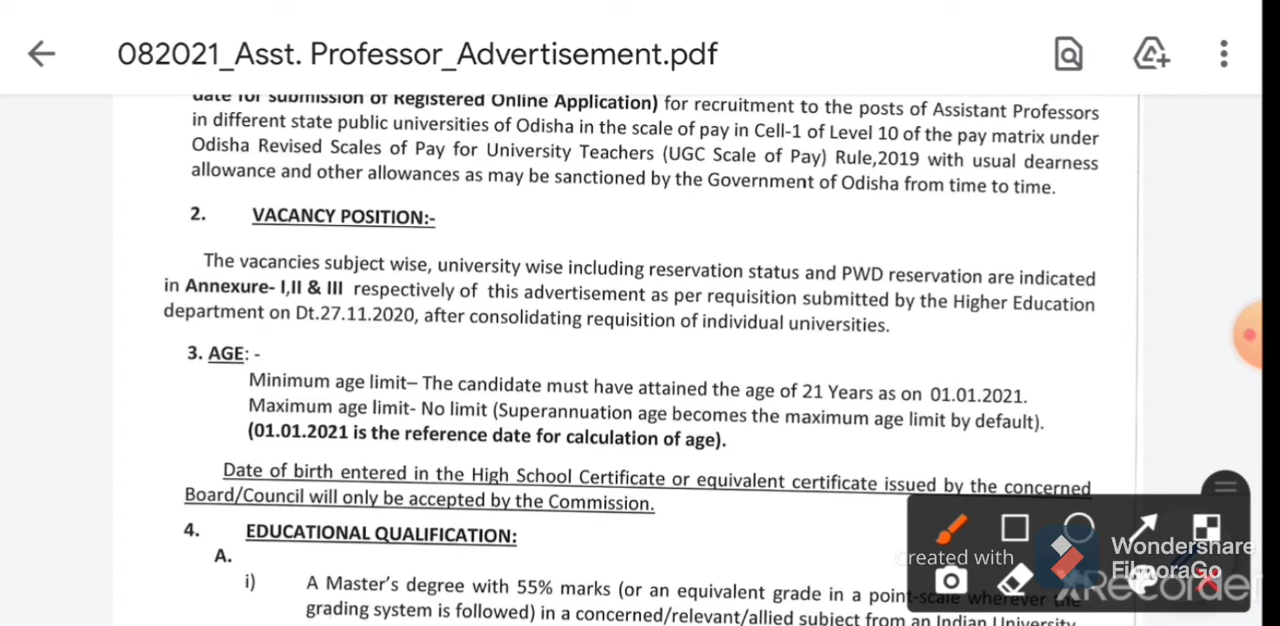 082021_Asst. Professor_Advertisement.pdf
date for submission of Registered Online Application) for recruitment to the posts of Assistant Professors
in different state public universities of Odisha in the scale of pay in Cell-1 of Level 10 of the pay matrix under
Odisha Revised Scales of Pay for University Teachers (UGC Scale of Pay) Rule,2019 with usual dearness
allowance and other allowances as may be sanctioned by the Government of Odisha from time to time.
2. VACANCY POSITION:-
The vacancies subject wise, university wise including reservation status and PWD reservation are indicated
in Annexure- I,II & III respectively of this advertisement as per requisition submitted by the Higher Education
department on Dt.27.11.2020, after consolidating requisition of individual universities.
3. AGE: -
Minimum age limit– The candidate must have attained the age of 21 Years as on 01.01.2021.
Maximum age limit- No limit (Superannuation age becomes the maximum age limit by default).
(01.01.2021 is the reference date for calculation of age).
Date of birth entered in the High School Certificate or equivalent certificate issued by the concerned
Board/Council will only be accepted by the Commission.
4. EDUCATIONAL QUALIFICATION:
A.
i) A Master's degree with 55% marks (or an equivalent grade in a point-scale wherever the
grading system is followed) in a concerned/relevant/allied subject from an Indian University
Created with
Wondershare
FilmoraGo
XRecorder